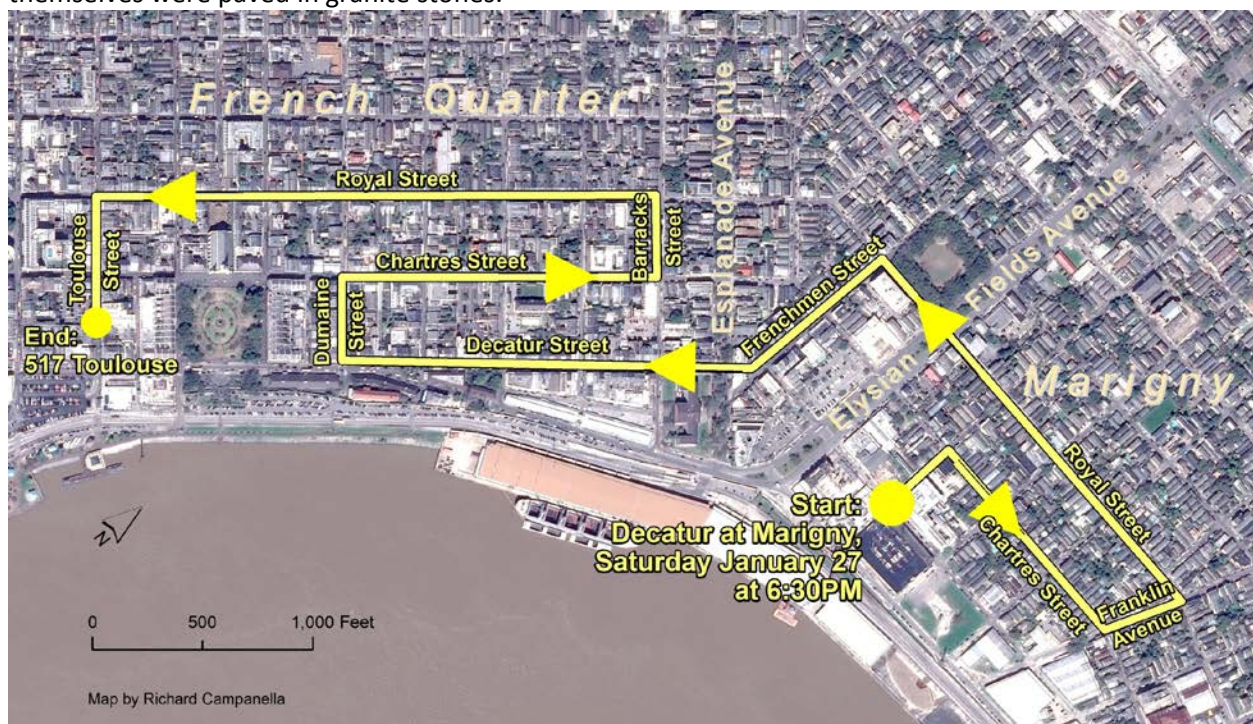 themselves were paved in granite stones.
French Quarter
Esplanade Avenue
Royal Street
Barracks
Street
Toulouse
Street
Chartres Street
Dumaine
Street
Decatur Street
Frenchmen Street
Elysian Fields Avenue
Marigny
End:
517 Toulouse
Royal Street
Start:
Decatur at Marigny,
Saturday January 27
at 6:30PM
Chartres Street
Franklin
Avenue
N
0 500 1,000 Feet
Map by Richard Campanella